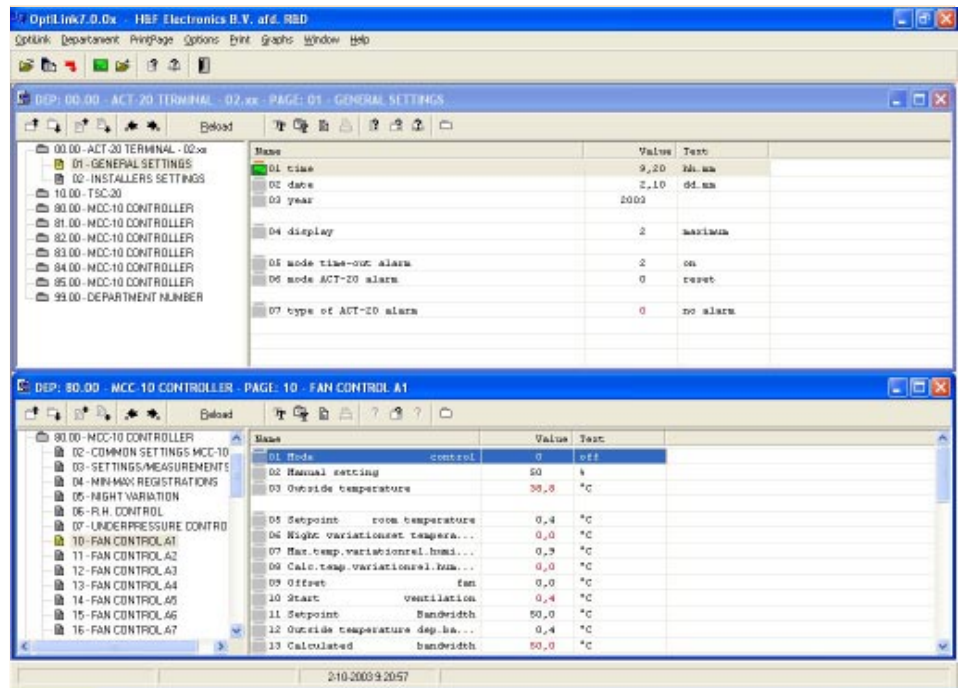 OptiLink7.0.0x - H&F Electronics B.V. afd. R&D
OptiLink Departament PrintPage Options Print Graphs Window Help
DEP: 00.00 - ACT-20 TERMINAL - 02.xx - PAGE: 01 - GENERAL SETTINGS
Reload
00.00 - ACT-20 TERMINAL - 02.xx
01 - GENERAL SETTINGS
02 - INSTALLERS SETTINGS
10.00 - TSC-20
80.00 - MCC-10 CONTROLLER
81.00 - MCC-10 CONTROLLER
82.00 - MCC-10 CONTROLLER
83.00 - MCC-10 CONTROLLER
84.00 - MCC-10 CONTROLLER
85.00 - MCC-10 CONTROLLER
99.00 - DEPARTMENT NUMBER
Name Value Text
01 time 9,20 hh.mm
02 date 2,10 dd.mm
03 year 2003
04 display 2 maximum
05 mode time-out alarm 2 on
06 mode ACT-20 alarm 0 reset
07 type of ACT-20 alarm 0 no alarm
DEP: 80.00 - MCC-10 CONTROLLER - PAGE: 10 - FAN CONTROL A1
Reload
80.00 - MCC-10 CONTROLLER
02 - COMMON SETTINGS MCC-10
03 - SETTINGS/MEASUREMENTS
04 - MIN-MAX REGISTRATIONS
05 - NIGHT VARIATION
06 - R.H. CONTROL
07 - UNDERPRESSURE CONTRO
10 - FAN CONTROL A1
11 - FAN CONTROL A2
12 - FAN CONTROL A3
13 - FAN CONTROL A4
14 - FAN CONTROL A5
15 - FAN CONTROL A6
16 - FAN CONTROL A7
Name Value Text
01 Mode control 0 off
02 Manual setting 50 %
03 Outside temperature 38,8 °C
05 Setpoint room temperature 0,4 °C
06 Night variationset tempera... 0,0 °C
07 Max.temp.variationrel.humi... 0,9 °C
08 Calc.temp.variationrel.hum... 0,0 °C
09 Offset fan 0,0 °C
10 Start ventilation 0,4 °C
11 Setpoint Bandwidth 50,0 °C
12 Outside temperature dep.ba... 0,4 °C
13 Calculated bandwidth 50,0 °C
2-10-2003 9:20:57